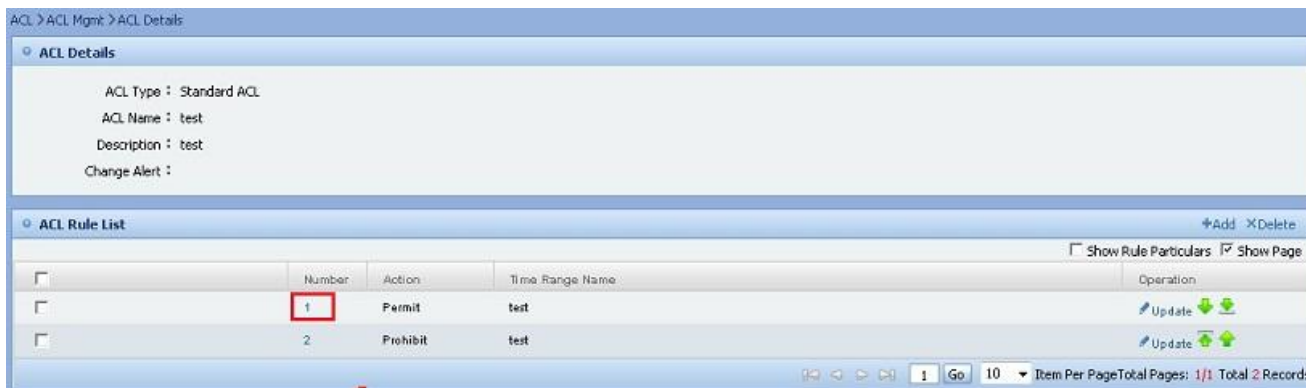 ACL > ACL Mgmt > ACL Details
ACL Details
ACL Type : Standard ACL
ACL Name : test
Description : test
Change Alert :
ACL Rule List +Add ×Delete
Show Rule Particulars Show Page
Number Action Time Range Name Operation
1 Permit test Update
2 Prohibit test Update
1 Go 10 Item Per PageTotal Pages: 1/1 Total 2 Records